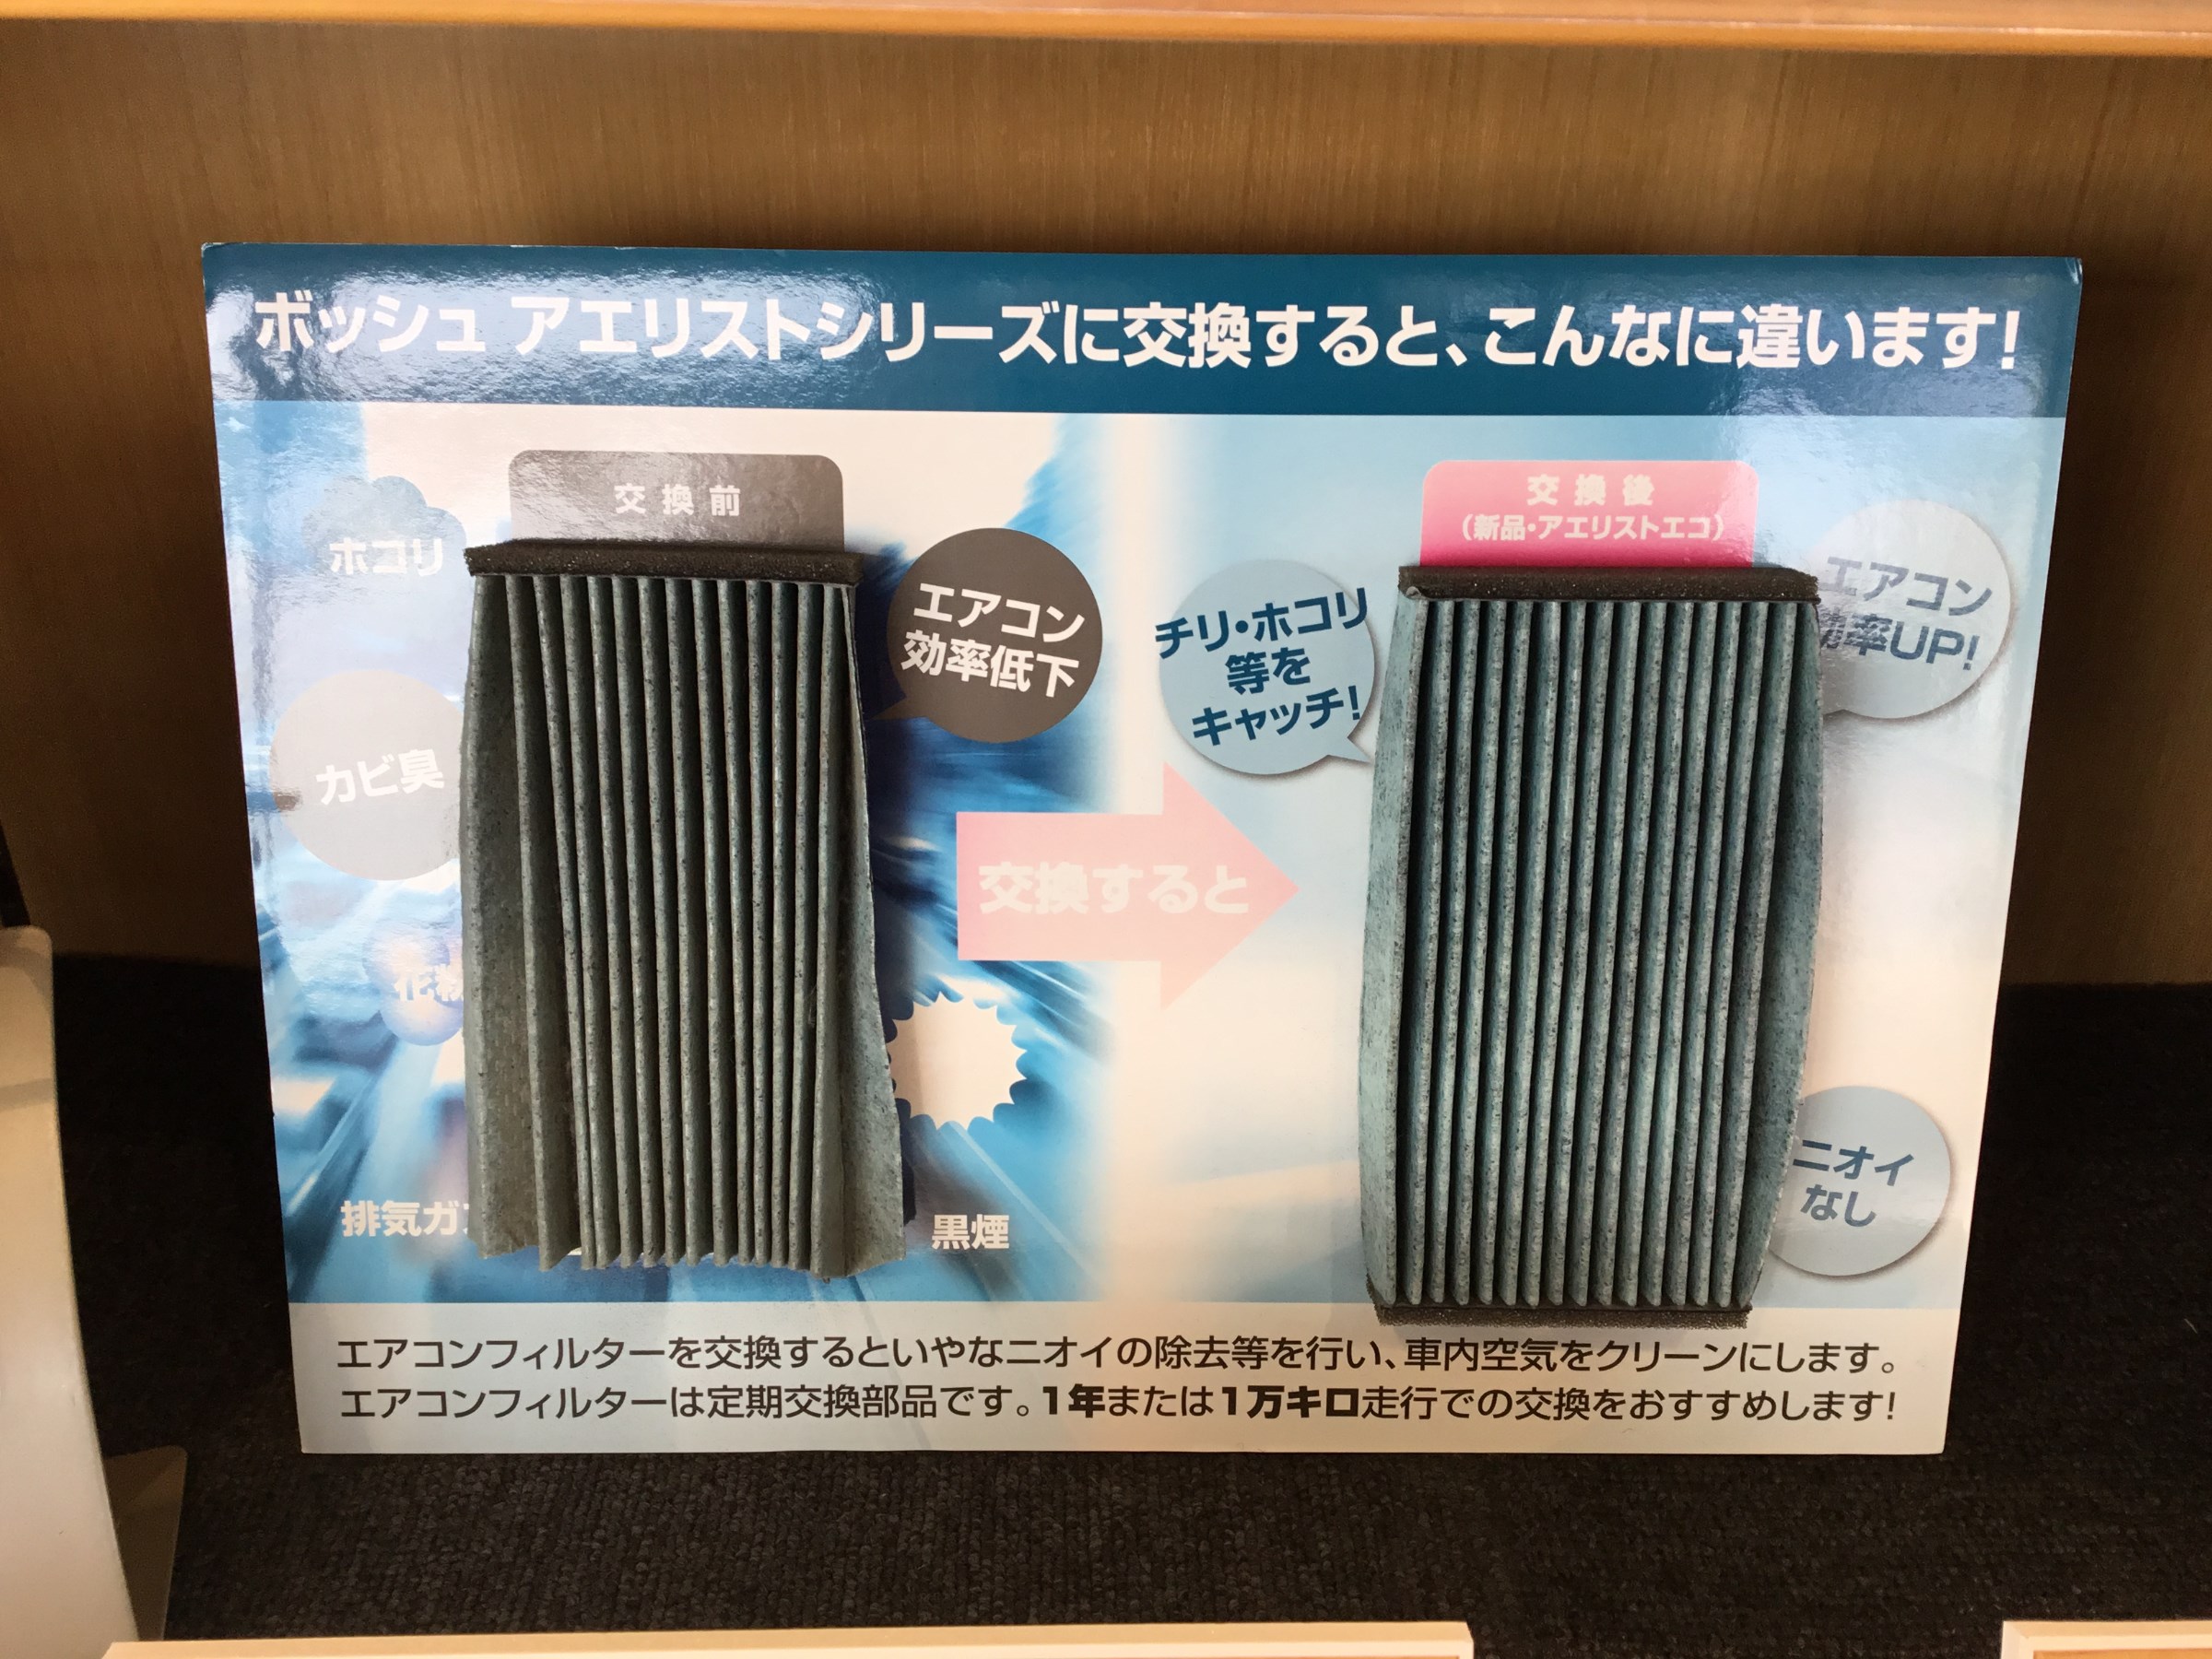 ボッシュ アエリストシリーズに交換すると、こんなに違います!
交換前
ホコリ
カビ臭
エアコン
効率低下
排気ガ
黒煙
交換すると
交換後
(新品・アエリストエコ)
チリ・ホコリ
等を
キャッチ!
エアコン
効率UP!
ニオイ
なし
エアコンフィルターを交換するといやなニオイの除去等を行い、車内空気をクリーンにします。
エアコンフィルターは定期交換部品です。1年または1万キロ走行での交換をおすすめします!